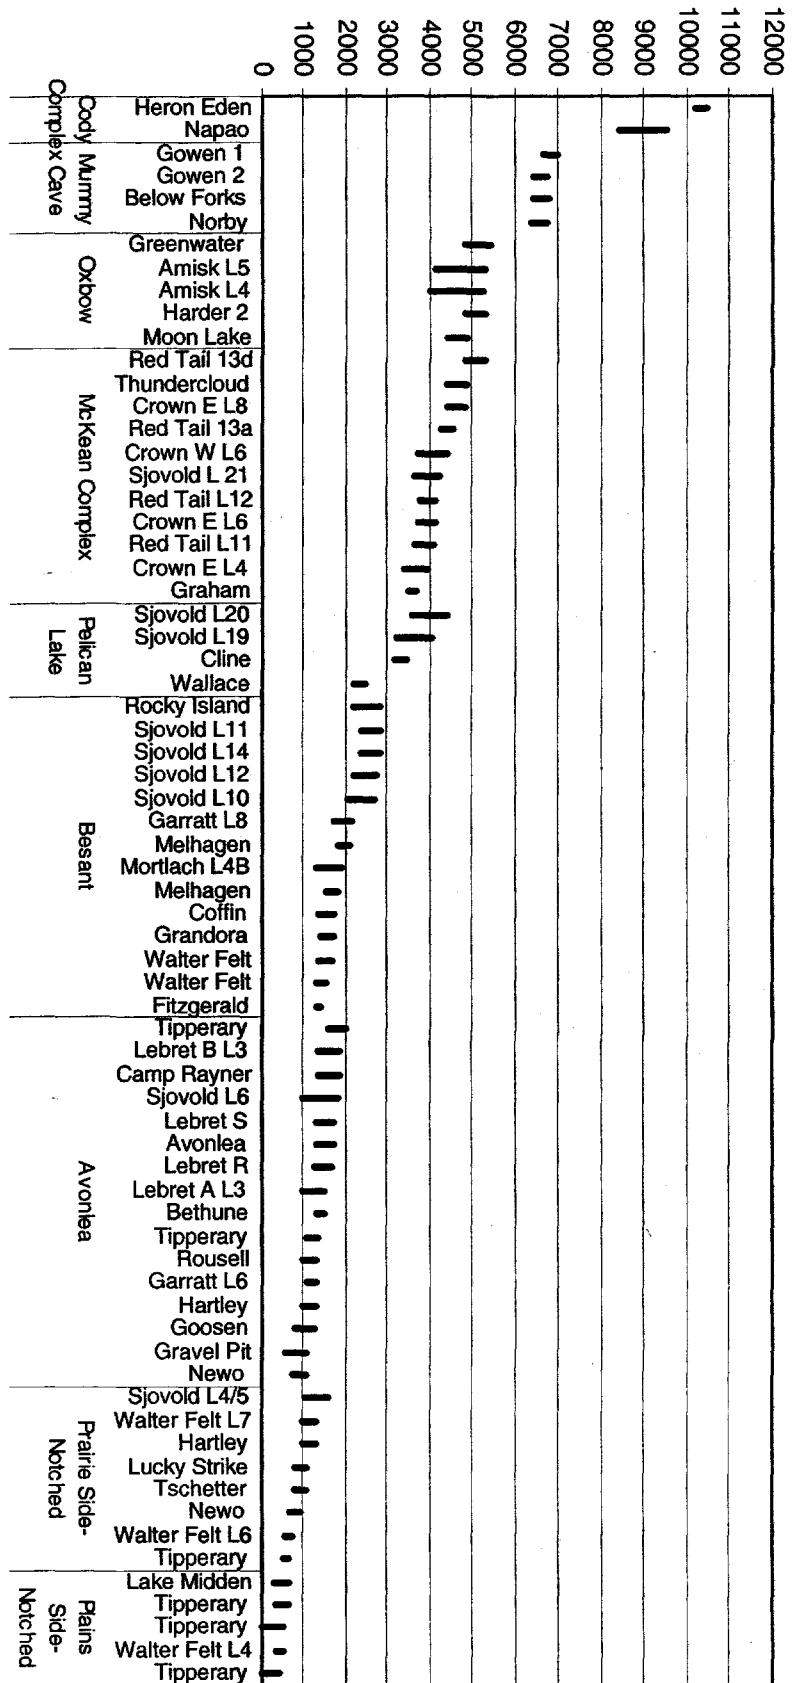 0 1000 2000 3000 4000 5000 6000 7000 8000 9000 10000 11000 12000
Cody
Complex
Heron Eden
Napao
Mummy
Cave
Gowen 1
Gowen 2
Below Forks
Norby
Oxbow
Greenwater
Amisk L5
Amisk L4
Harder 2
Moon Lake
McKean Complex
Red Tail 13d
Thundercloud
Crown E L8
Red Tail 13a
Crown W L6
Sjovold L 21
Red Tail L12
Crown E L6
Red Tail L11
Crown E L4
Graham
Pelican
Lake
Sjovold L20
Sjovold L19
Cline
Wallace
Besant
Rocky Island
Sjovold L11
Sjovold L14
Sjovold L12
Sjovold L10
Garratt L8
Melhagen
Mortlach L4B
Melhagen
Coffin
Grandora
Walter Felt
Walter Felt
Fitzgerald
Avonlea
Tipperary
Lebret B L3
Camp Rayner
Sjovold L6
Lebret S
Avonlea
Lebret R
Lebret A L3
Bethune
Tipperary
Rousell
Garratt L6
Hartley
Goosen
Gravel Pit
Newo
Prairie Side-
Notched
Sjovold L4/5
Walter Felt L7
Hartley
Lucky Strike
Tschetter
Newo
Walter Felt L6
Tipperary
Plains
Side-
Notched
Lake Midden
Tipperary
Tipperary
Walter Felt L4
Tipperary